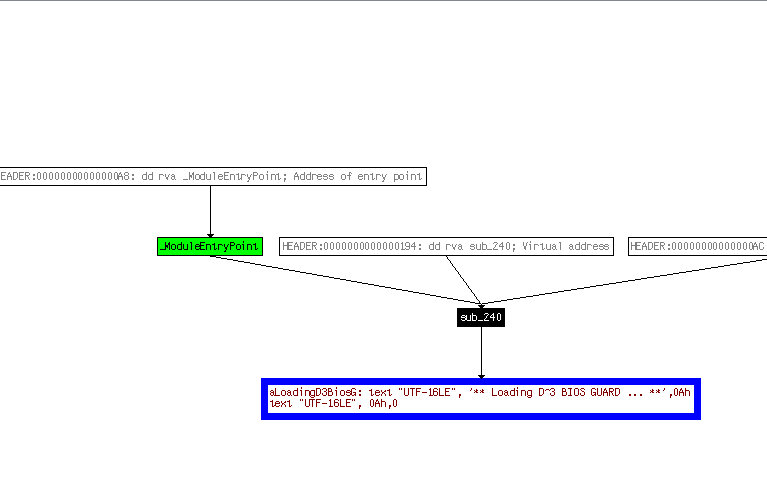 EADER:00000000000000A8: dd rva _ModuleEntryPoint; Address of entry point
_ModuleEntryPoint
HEADER:0000000000000194: dd rva sub_240; Virtual address
HEADER:00000000000000AC
sub_240
aLoadingD3BiosG: text "UTF-16LE", '** Loading D^3 BIOS GUARD ... **',0Ah
text "UTF-16LE", 0Ah,0